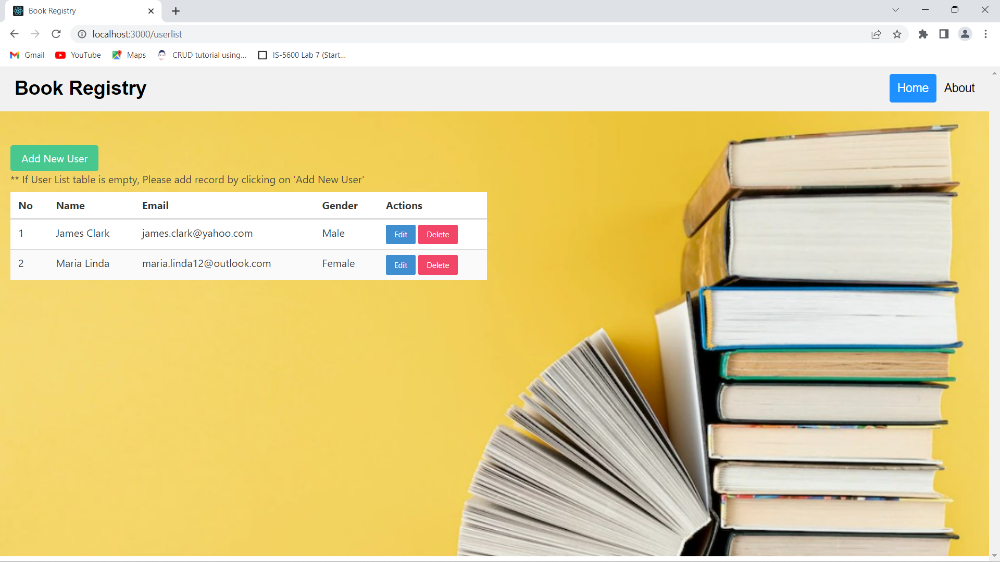 Book Registry
localhost:3000/userlist
Gmail YouTube Maps CRUD tutorial using... IS-5600 Lab 7 (Start...
Book Registry Home About
Add New User
** If User List table is empty, Please add record by clicking on 'Add New User'
No Name Email Gender Actions
1 James Clark james.clark@yahoo.com Male Edit Delete
2 Maria Linda maria.linda12@outlook.com Female Edit Delete